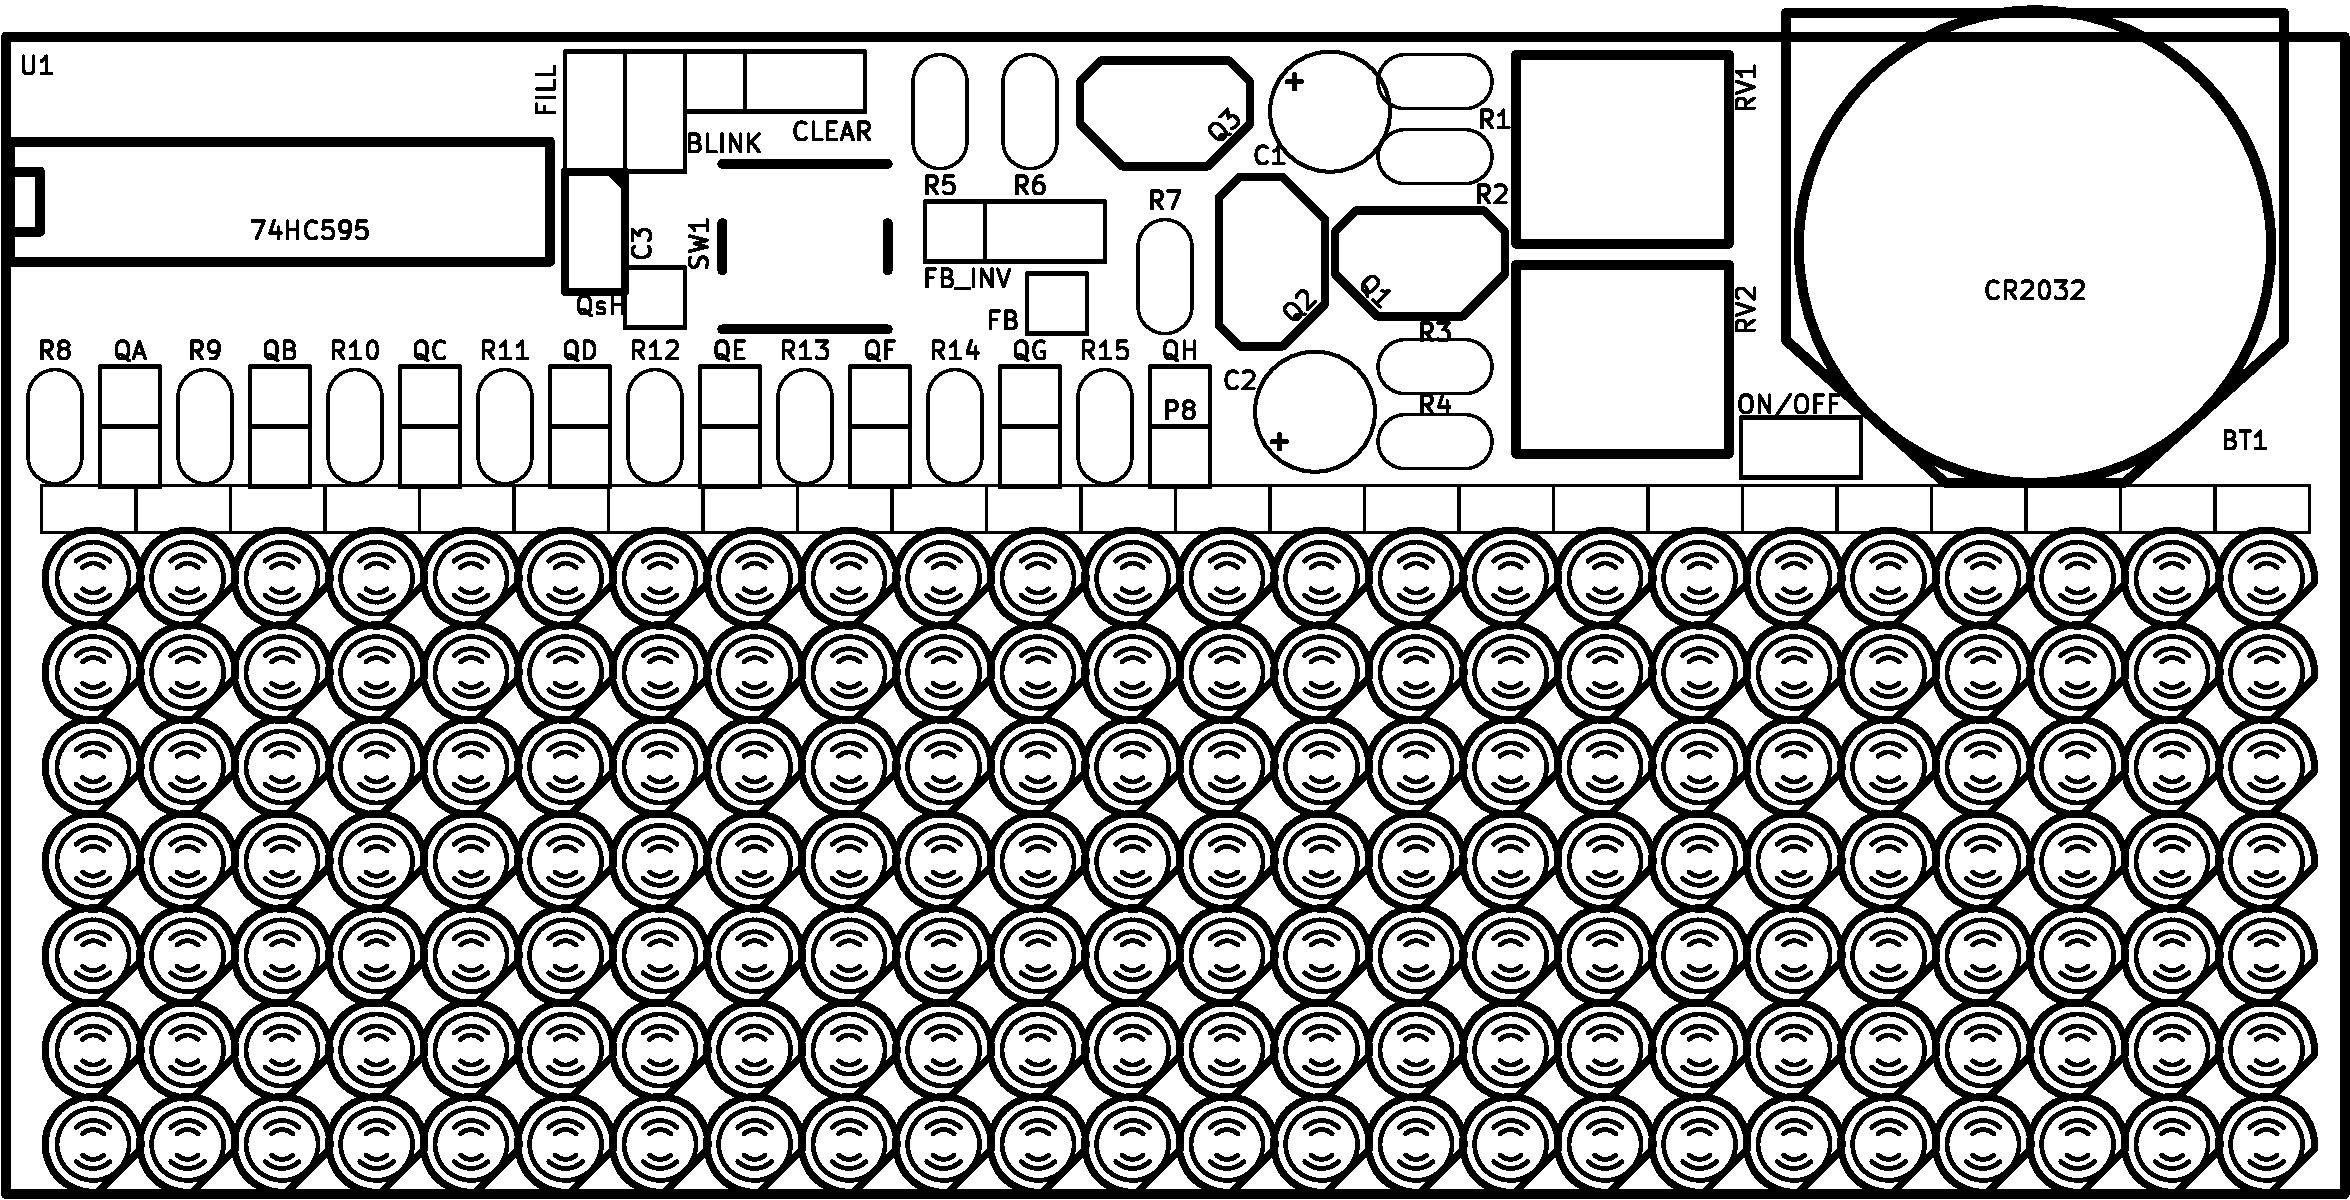 U1
FILL
BLINK
CLEAR
R5
R6
Q3
+
C1
R1
R2
RV1
74HC595
C3
SW1
QsH
FB_INV
FB
R7
Q2
Q1
R3
RV2
CR2032
R8 QA R9 QB R10 QC R11 QD R12 QE R13 QF R14 QG R15 QH
P8
C2
+
R4
ON/OFF
BT1